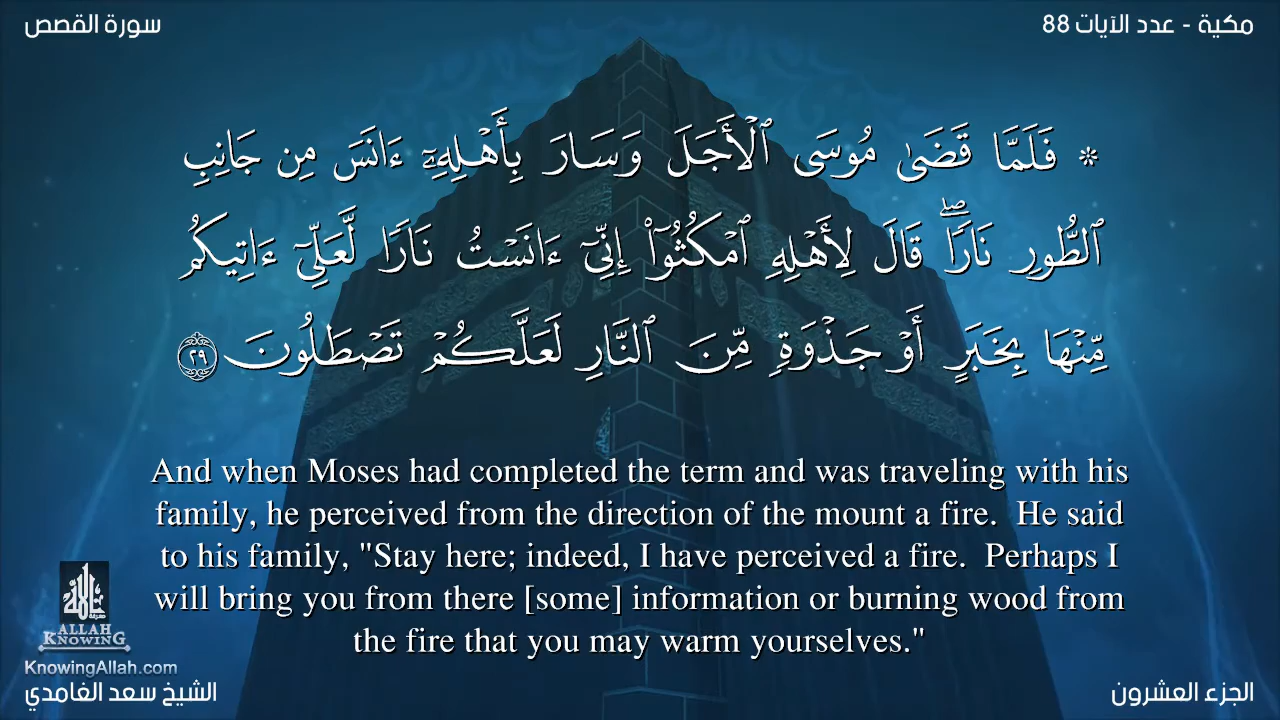 سورة القصص
مكية - عدد الآيات 88
۞ فَلَمَّا قَضَىٰ مُوسَى ٱلْأَجَلَ وَسَارَ بِأَهْلِهِۦٓ ءَانَسَ مِن جَانِبِ
ٱلطُّورِ نَارًاۖ قَالَ لِأَهْلِهِ ٱمْكُثُوٓا۟ إِنِّىٓ ءَانَسْتُ نَارًا لَّعَلِّىٓ ءَاتِيكُم
مِّنْهَا بِخَبَرٍ أَوْ جَذْوَةٍ مِّنَ ٱلنَّارِ لَعَلَّكُمْ تَصْطَلُونَ ٢٩
And when Moses had completed the term and was traveling with his
family, he perceived from the direction of the mount a fire.  He said
to his family, "Stay here; indeed, I have perceived a fire.  Perhaps I
will bring you from there [some] information or burning wood from
the fire that you may warm yourselves."
ALLAH
KNOWING
KnowingAllah.com
الشيخ سعد الغامدي
الجزء العشرون